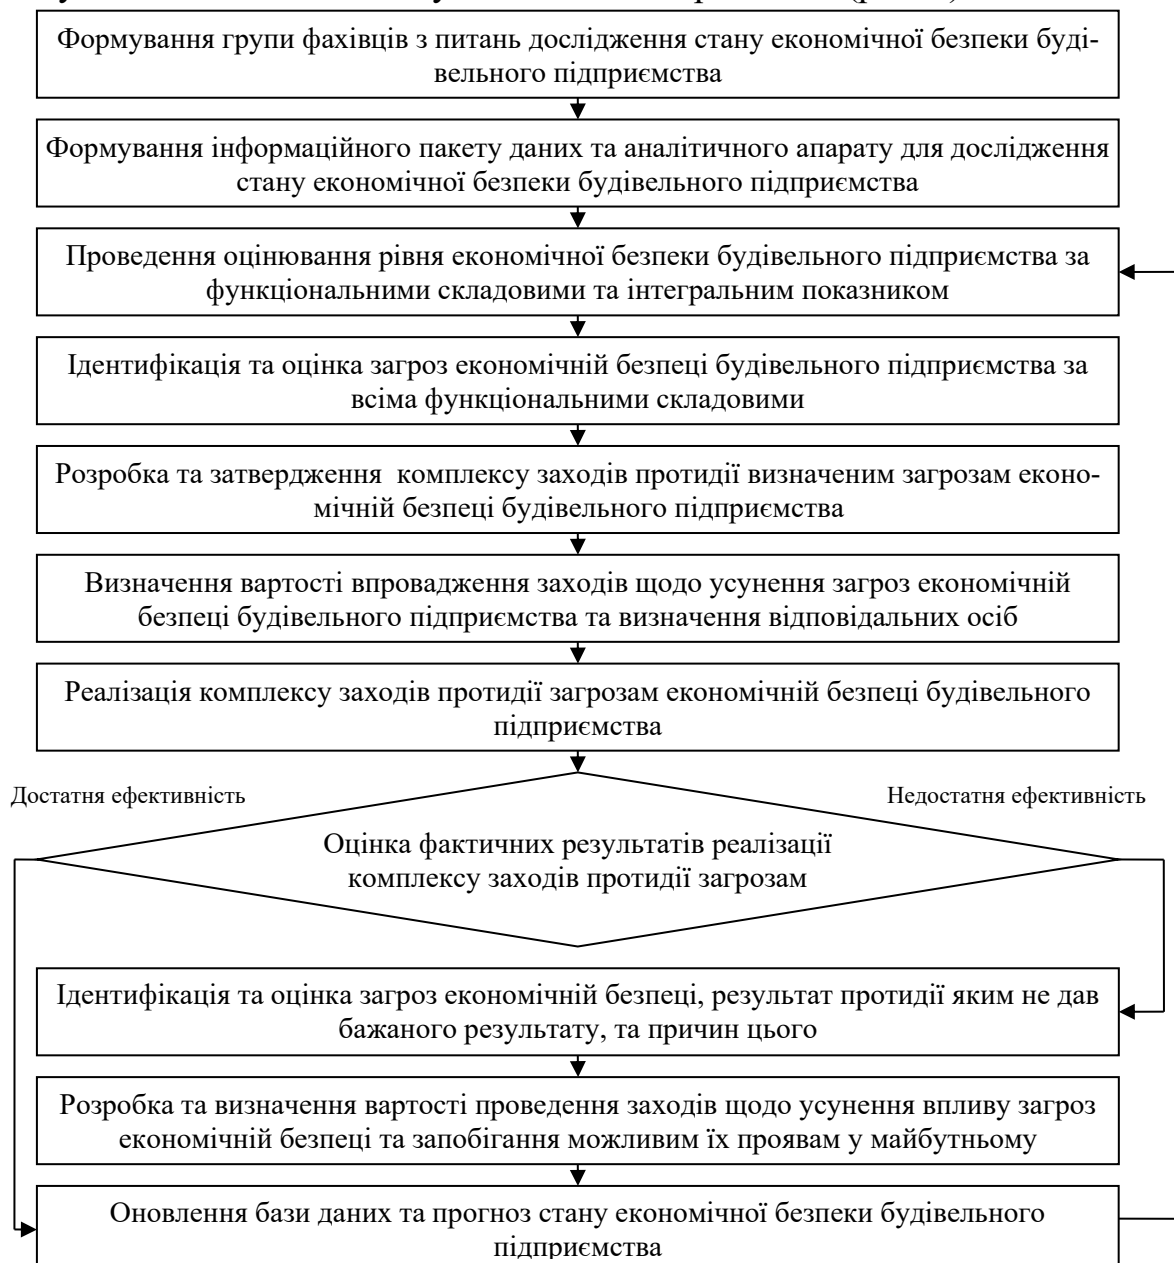 Формування групи фахівців з питань дослідження стану економічної безпеки буді-
вельного підприємства
Формування інформаційного пакету даних та аналітичного апарату для дослідження
стану економічної безпеки будівельного підприємства
Проведення оцінювання рівня економічної безпеки будівельного підприємства за
функціональними складовими та інтегральним показником
Ідентифікація та оцінка загроз економічній безпеці будівельного підприємства за
всіма функціональними складовими
Розробка та затвердження комплексу заходів протидії визначеним загрозам еконо-
мічній безпеці будівельного підприємства
Визначення вартості впровадження заходів щодо усунення загроз економічній
безпеці будівельного підприємства та визначення відповідальних осіб
Реалізація комплексу заходів протидії загрозам економічній безпеці будівельного
підприємства
Достатня ефективність
Недостатня ефективність
Оцінка фактичних результатів реалізації
комплексу заходів протидії загрозам
Ідентифікація та оцінка загроз економічній безпеці, результат протидії яким не дав
бажаного результату, та причин цього
Розробка та визначення вартості проведення заходів щодо усунення впливу загроз
економічній безпеці та запобігання можливим їх проявам у майбутньому
Оновлення бази даних та прогноз стану економічної безпеки будівельного
підприємства